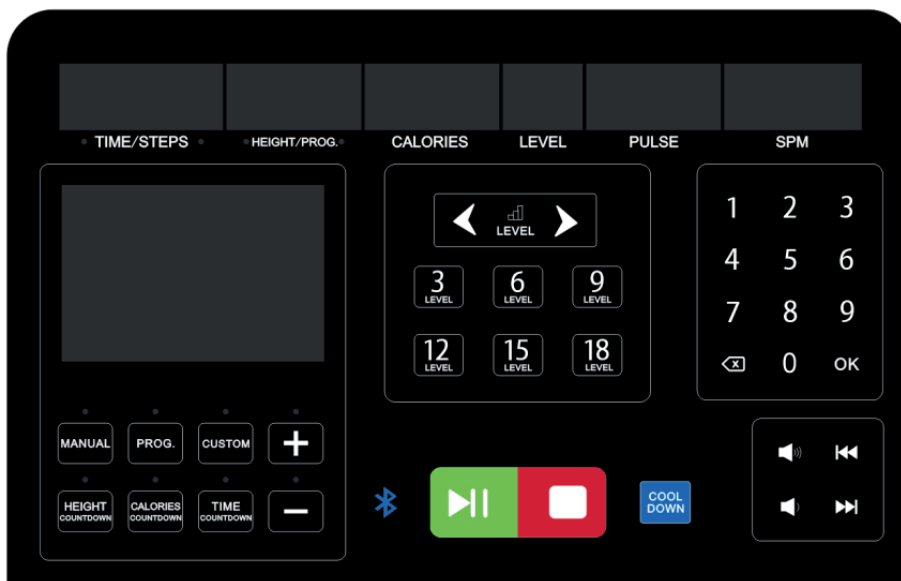 TIME/STEPS HEIGHT/PROG. CALORIES LEVEL PULSE SPM
LEVEL
3 LEVEL
6 LEVEL
9 LEVEL
12 LEVEL
15 LEVEL
18 LEVEL
1 2 3
4 5 6
7 8 9
0 OK
MANUAL PROG. CUSTOM +
HEIGHT COUNTDOWN
CALORIES COUNTDOWN
TIME COUNTDOWN
−
COOL
DOWN